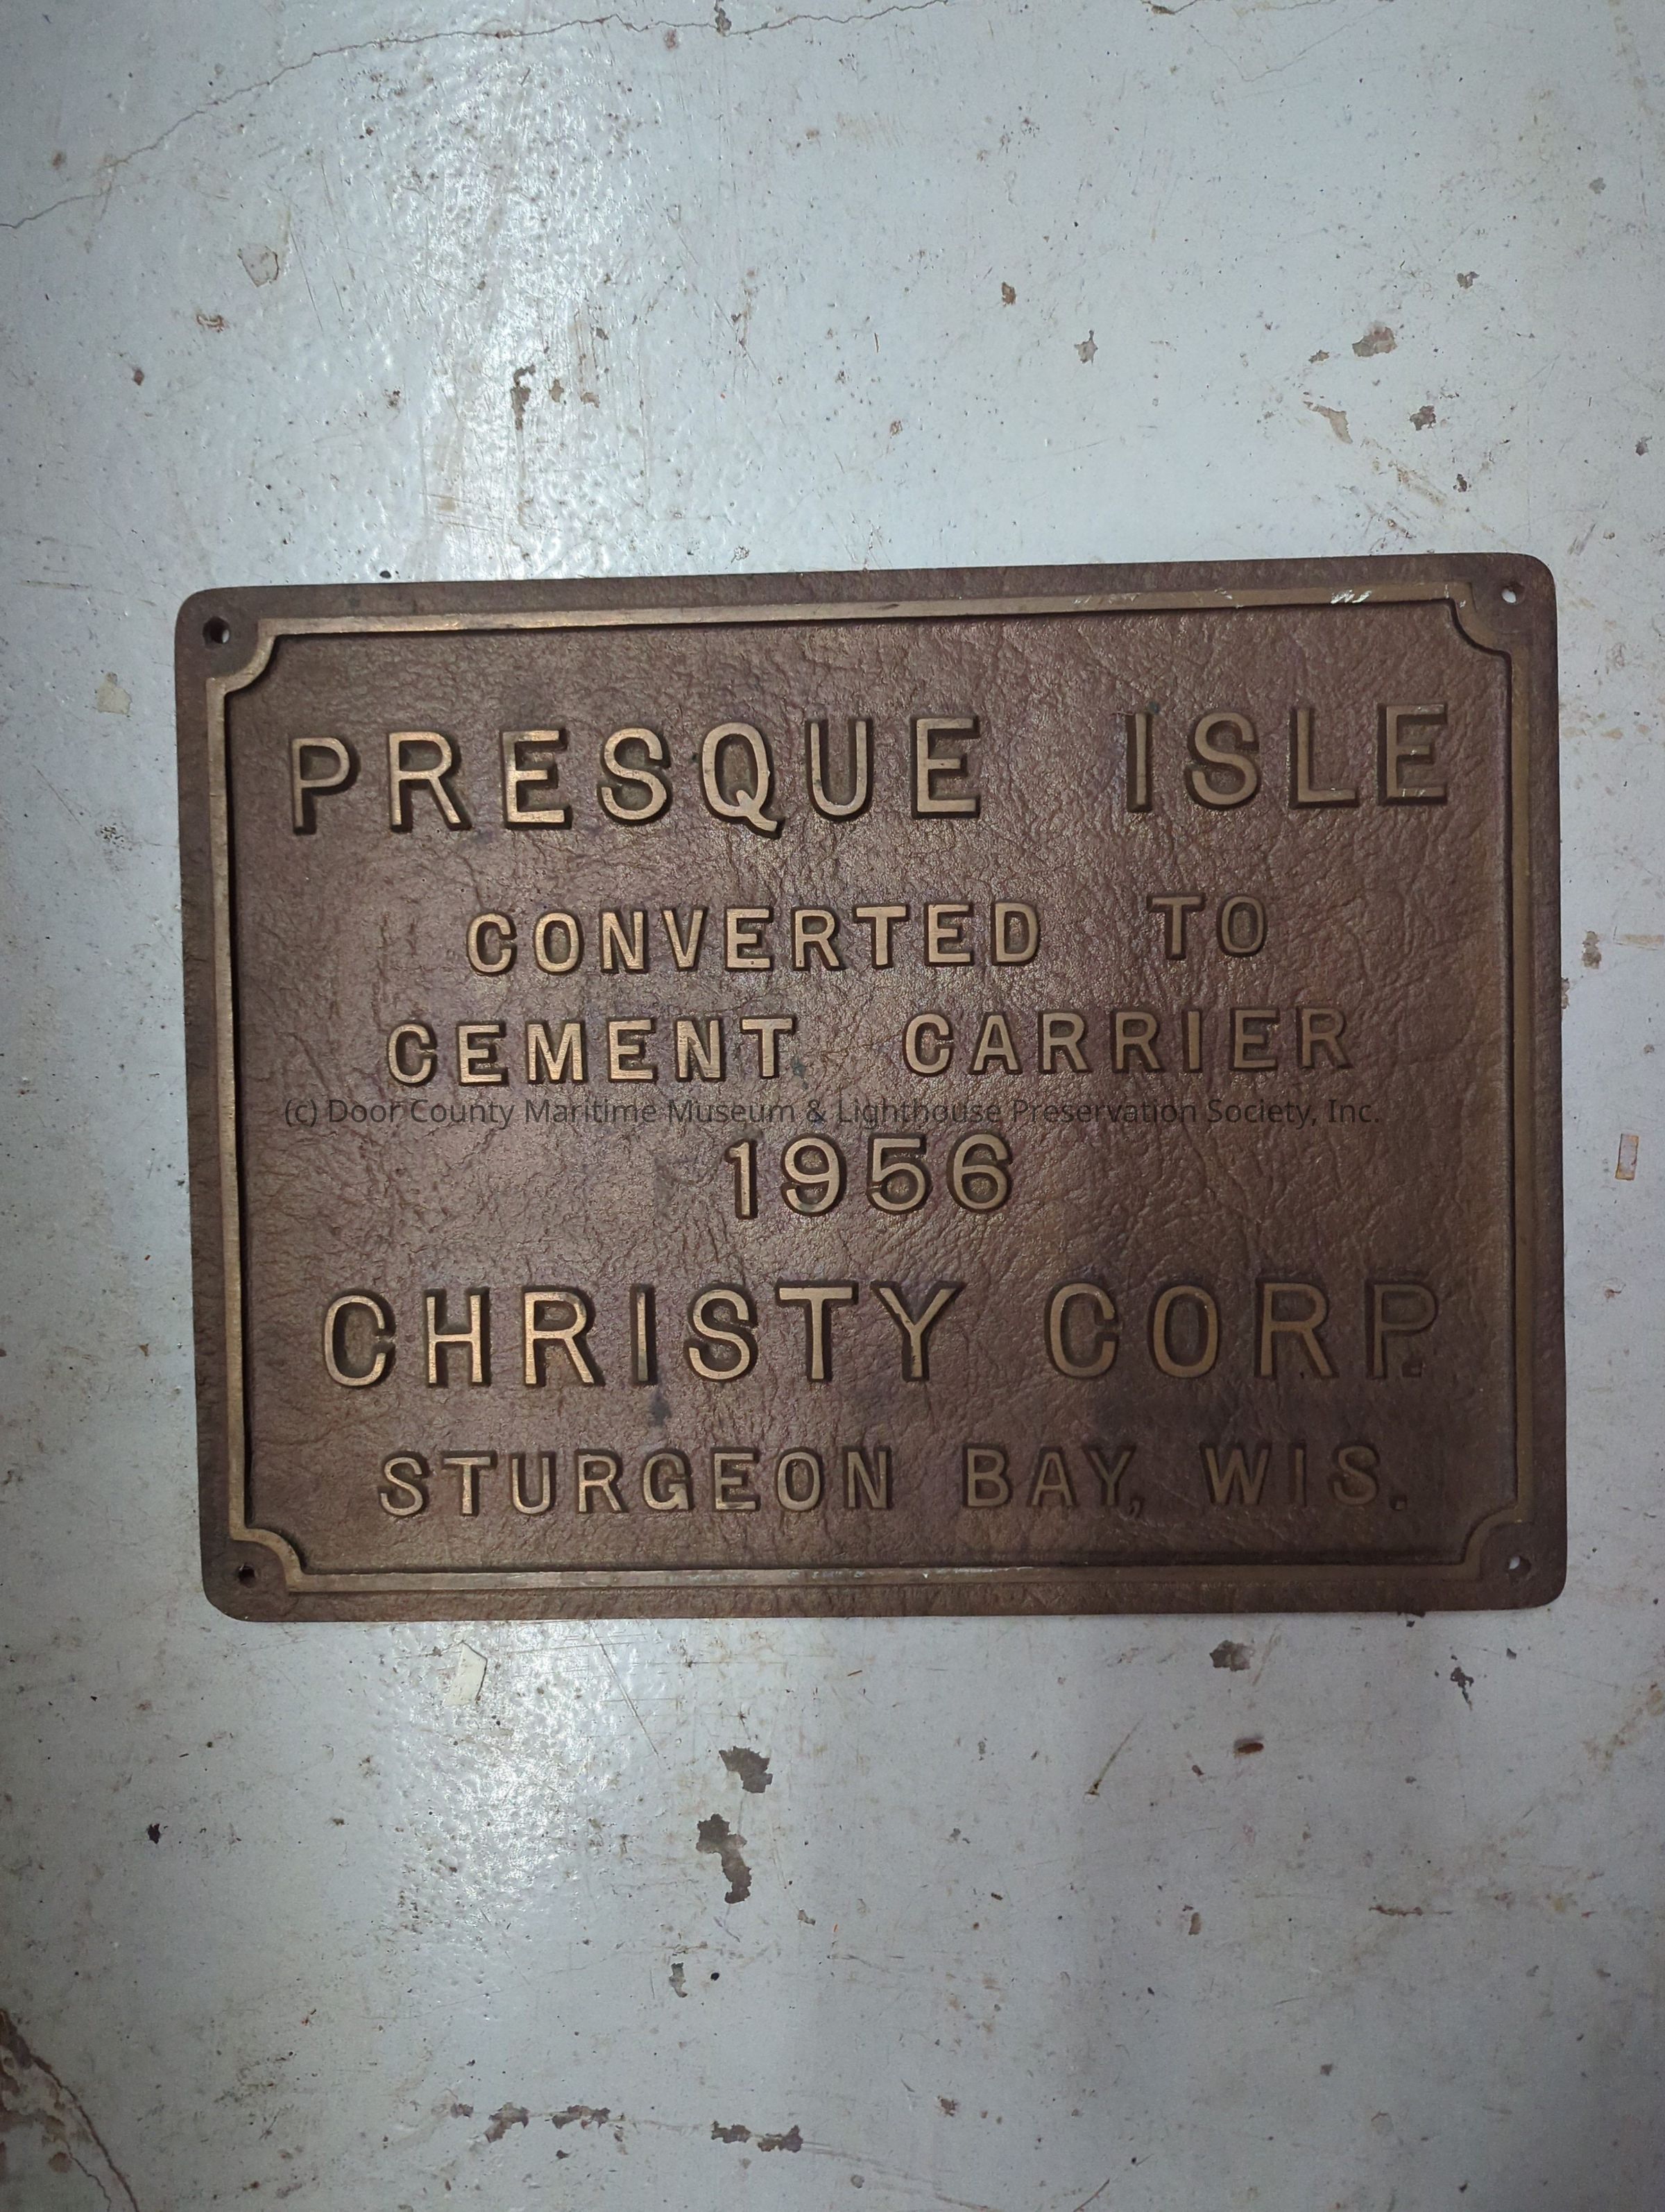 PRESQUE ISLE
CONVERTED TO
CEMENT CARRIER
(c) Door County Maritime Museum & Lighthouse Preservation Society, Inc.
1956
CHRISTY CORP.
STURGEON BAY, WIS.